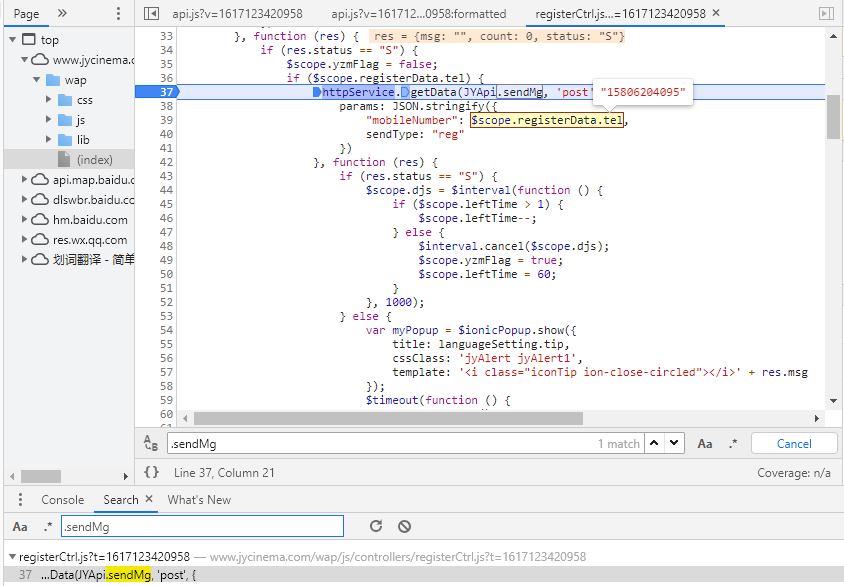 Page
api.js?v=1617123420958
api.js?v=161712...0958:formatted
registerCtrl.js...=1617123420958 ×
top
www.jycinema.c
wap
css
js
lib
(index)
api.map.baidu.c
dlswbr.baidu.cc
hm.baidu.com
res.wx.qq.com
划词翻译 - 简单
33 }, function (res) { res = {msg: "", count: 0, status: "S"}
34 if (res.status == "S") {
35 $scope.yzmFlag = false;
36 if ($scope.registerData.tel) {
37 httpService.getData(JYApi.sendMg, 'post' "15806204095"
38 params: JSON.stringify({
39 "mobileNumber": $scope.registerData.tel,
40 sendType: "reg"
41 })
42 }, function (res) {
43 if (res.status == "S") {
44 $scope.djs = $interval(function () {
45 if ($scope.leftTime > 1) {
46 $scope.leftTime--;
47 } else {
48 $interval.cancel($scope.djs);
49 $scope.yzmFlag = true;
50 $scope.leftTime = 60;
51 }
52 }, 1000);
53 } else {
54 var myPopup = $ionicPopup.show({
55 title: languageSetting.tip,
56 cssClass: 'jyAlert jyAlert1',
57 template: '<i class="iconTip ion-close-circled"></i>' + res.msg
58 });
59 $timeout(function () {
60
.sendMg 1 match Aa .* Cancel
{} Line 37, Column 21 Coverage: n/a
Console Search × What's New
Aa .* .sendMg
registerCtrl.js?t=1617123420958 — www.jycinema.com/wap/js/controllers/registerCtrl.js?t=1617123420958
37 ...Data(JYApi.sendMg, 'post', {